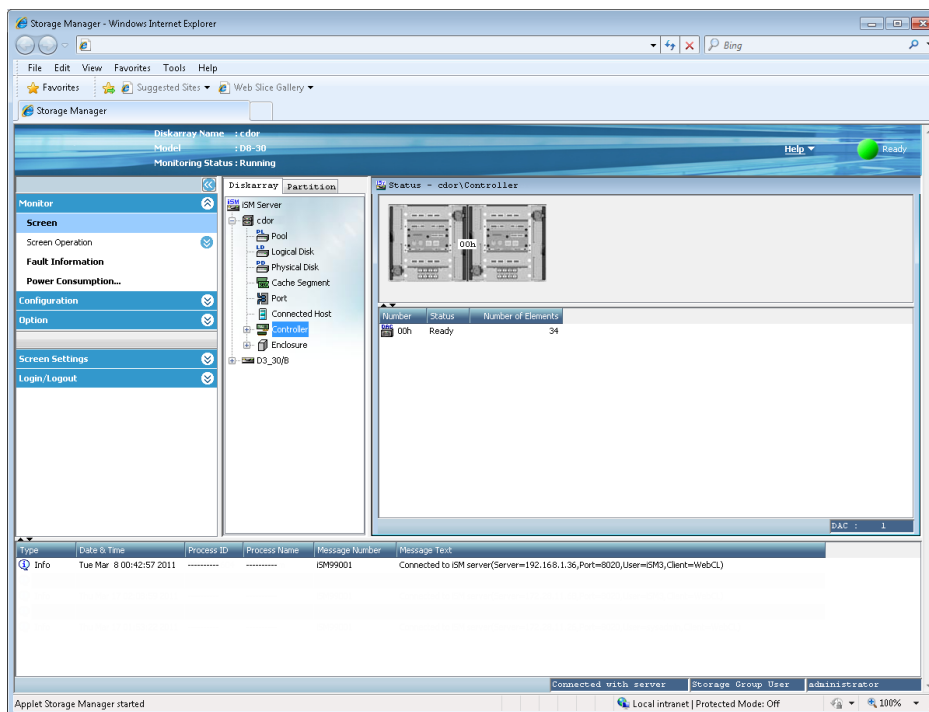 Storage Manager - Windows Internet Explorer
Bing
File Edit View Favorites Tools Help
Favorites Suggested Sites Web Slice Gallery
Storage Manager
Diskarray Name : cdor
Model : D8-30
Monitoring Status : Running
Help
Ready
Monitor
Screen
Screen Operation
Fault Information
Power Consumption...
Configuration
Option
Screen Settings
Login/Logout
Diskarray Partition
iSM iSM Server
cdor
PL Pool
LD Logical Disk
PD Physical Disk
Cache Segment
Port
Connected Host
Controller
Enclosure
D3_30/B
Status - cdor\Controller
00h
Number Status Number of Elements
DAC 00h Ready 34
DAC : 1
Type Date & Time Process ID Process Name Message Number Message Text
Info Tue Mar 8 00:42:57 2011 ---------- ---------- iSM99001 Connected to iSM server(Server=192.168.1.36,Port=8020,User=iSM3,Client=WebCL)
Connected with server Storage Group User administrator
Applet Storage Manager started Local intranet | Protected Mode: Off 100%